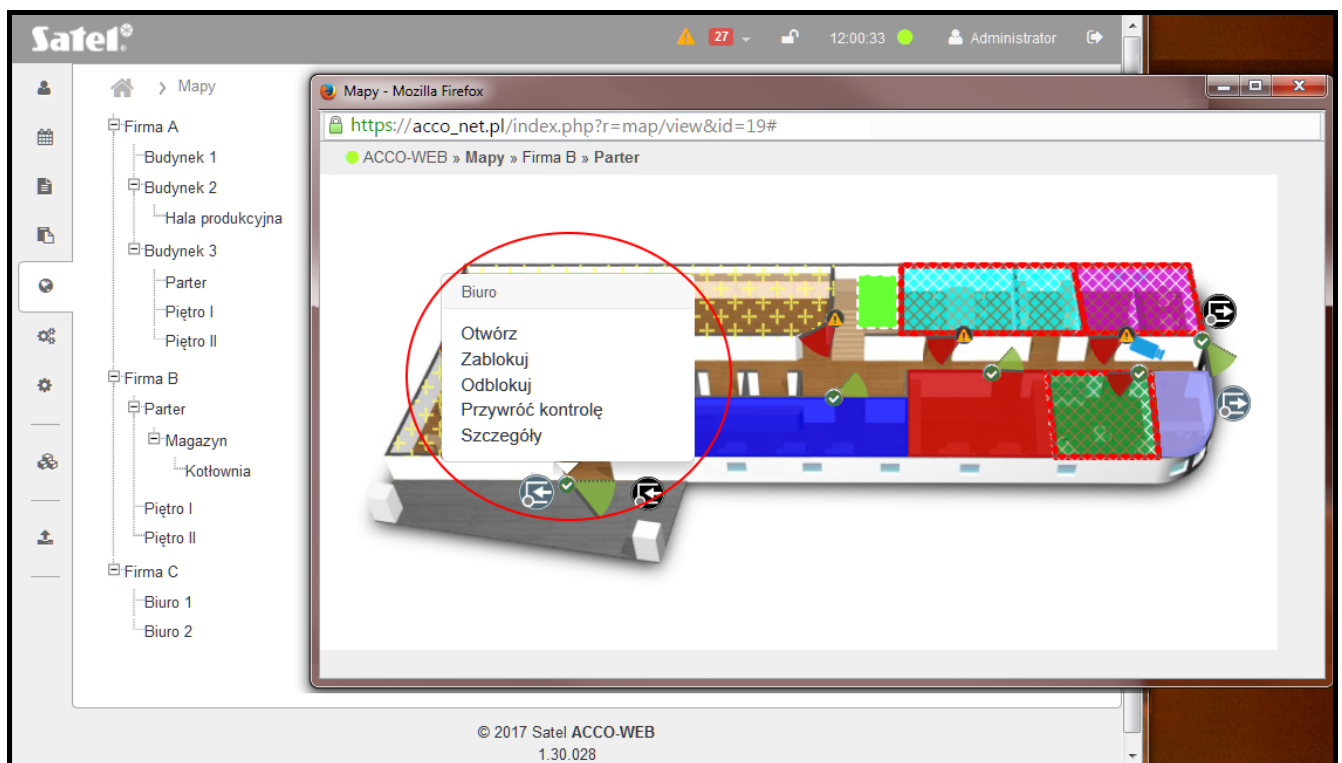 Satel®
27
12:00:33
Administrator
Mapy
Firma A
Budynek 1
Budynek 2
Hala produkcyjna
Budynek 3
Parter
Piętro I
Piętro II
Firma B
Parter
Magazyn
Kotłownia
Piętro I
Piętro II
Firma C
Biuro 1
Biuro 2
Mapy - Mozilla Firefox
https://acco_net.pl/index.php?r=map/view&id=19#
ACCO-WEB » Mapy » Firma B » Parter
Biuro
Otwórz
Zablokuj
Odblokuj
Przywróć kontrolę
Szczegóły
© 2017 Satel ACCO-WEB
1.30.028